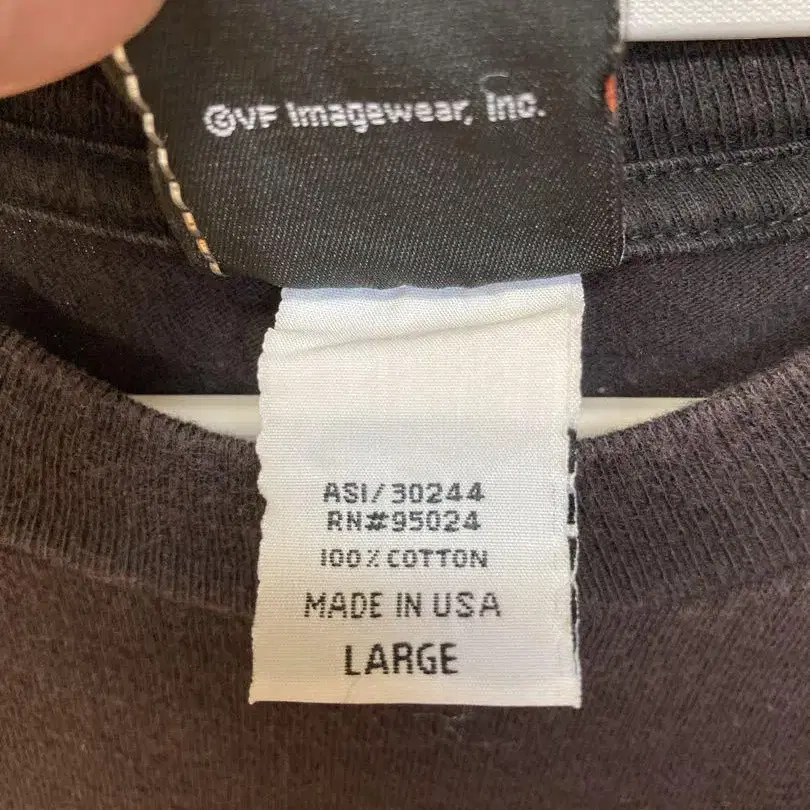 ©VF Imagewear, Inc.
ASI/30244
RN#95024
100% COTTON
MADE IN USA
LARGE